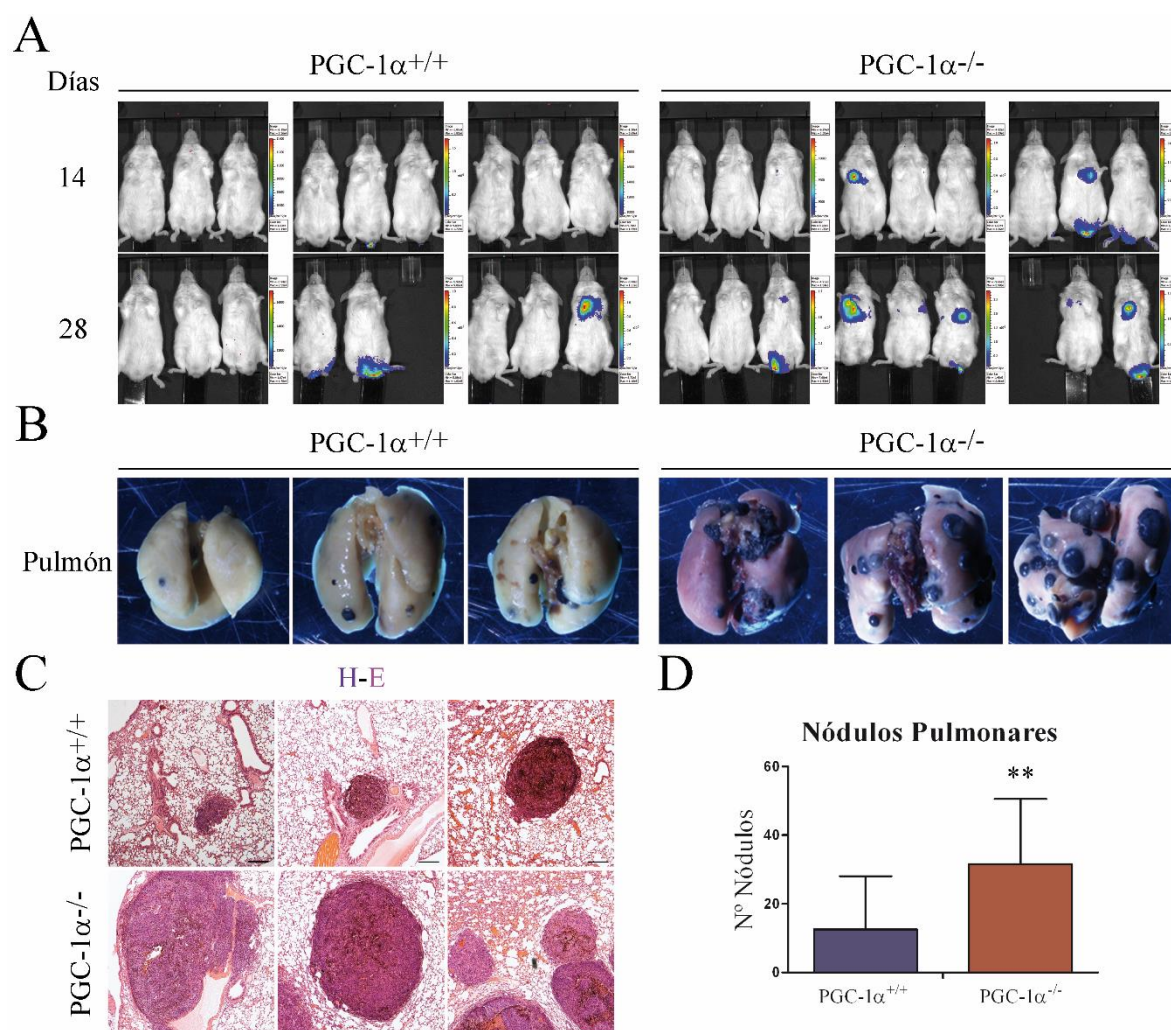 A
PGC-1α+/+ PGC-1α-/-
Días
14
28
B
PGC-1α+/+ PGC-1α-/-
Pulmón
C
H-E
PGC-1α+/+
PGC-1α-/-
D
Nódulos Pulmonares
**
60
40
20
0
Nº Nódulos
PGC-1α+/+ PGC-1α-/-